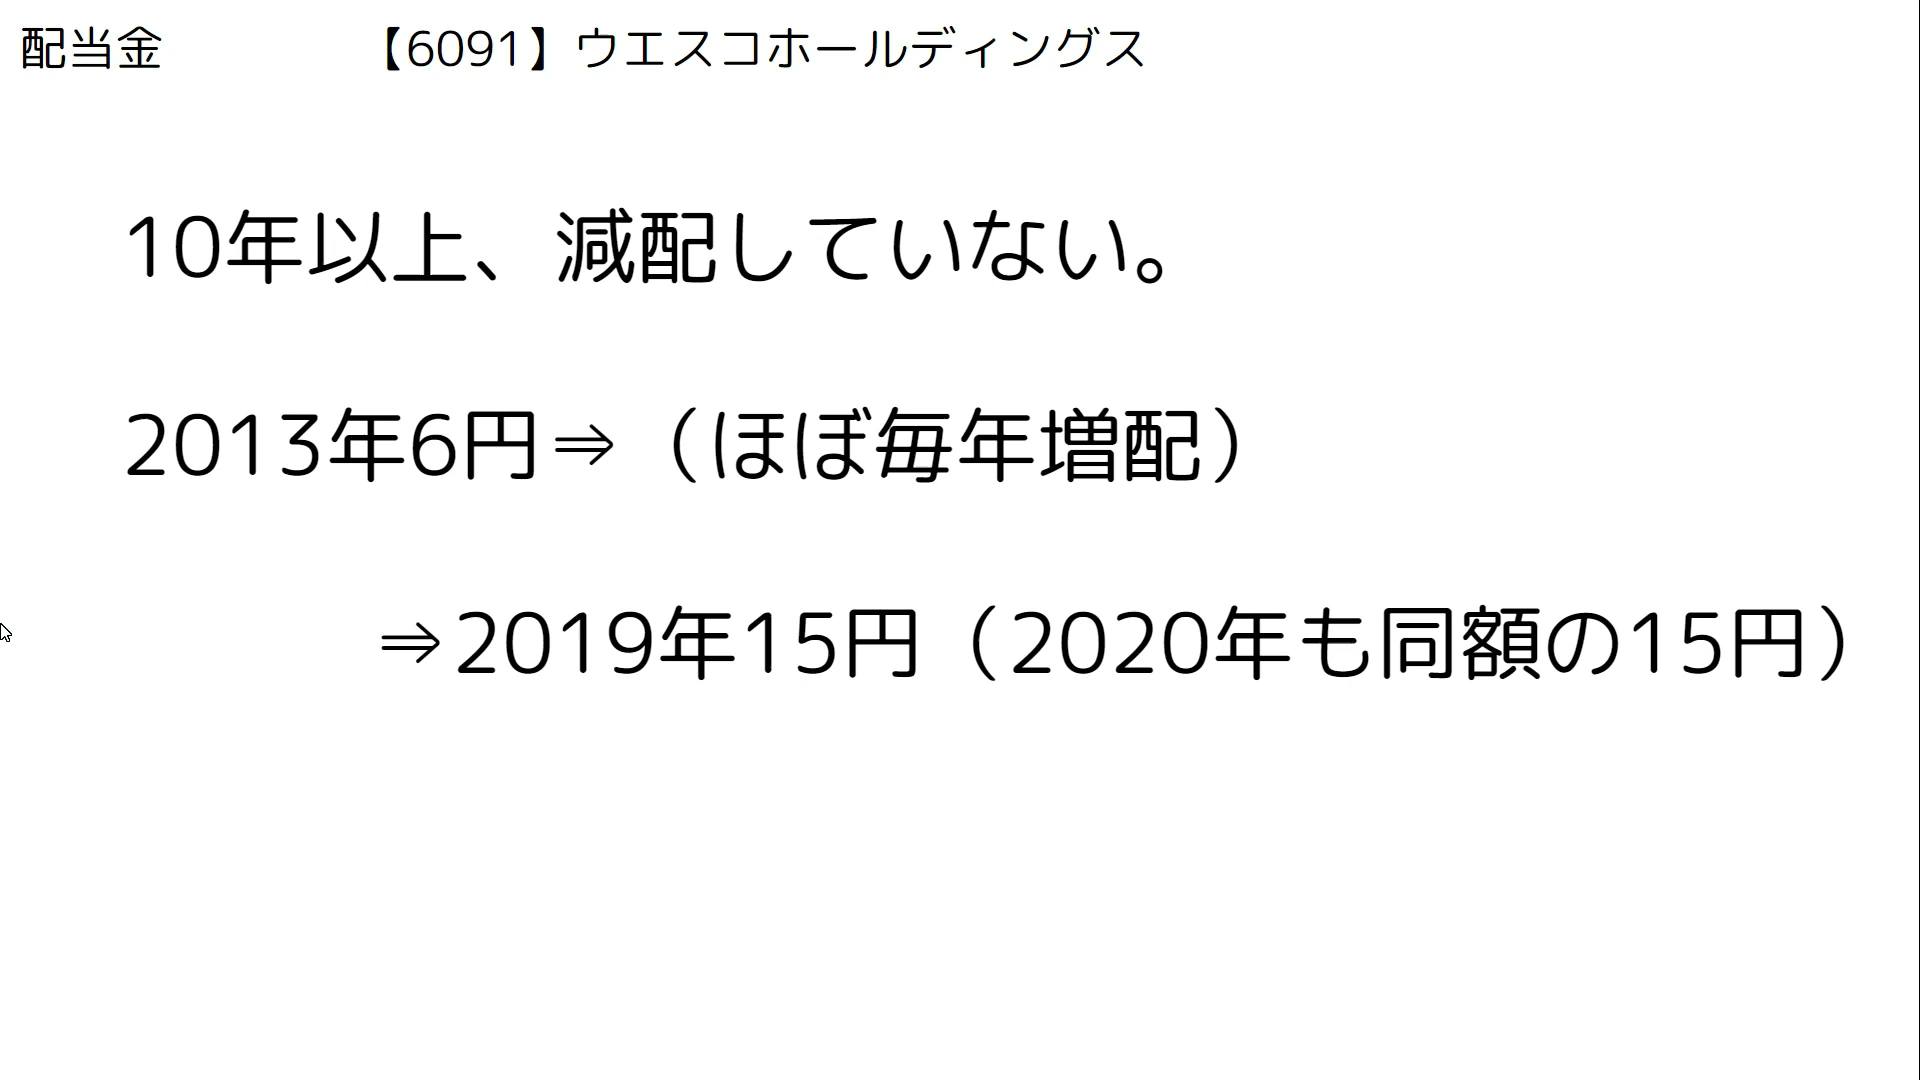 配当金 【6091】ウエスコホールディングス
10年以上、減配していない。
2013年6円⇒（ほぼ毎年増配）
⇒2019年15円（2020年も同額の15円）